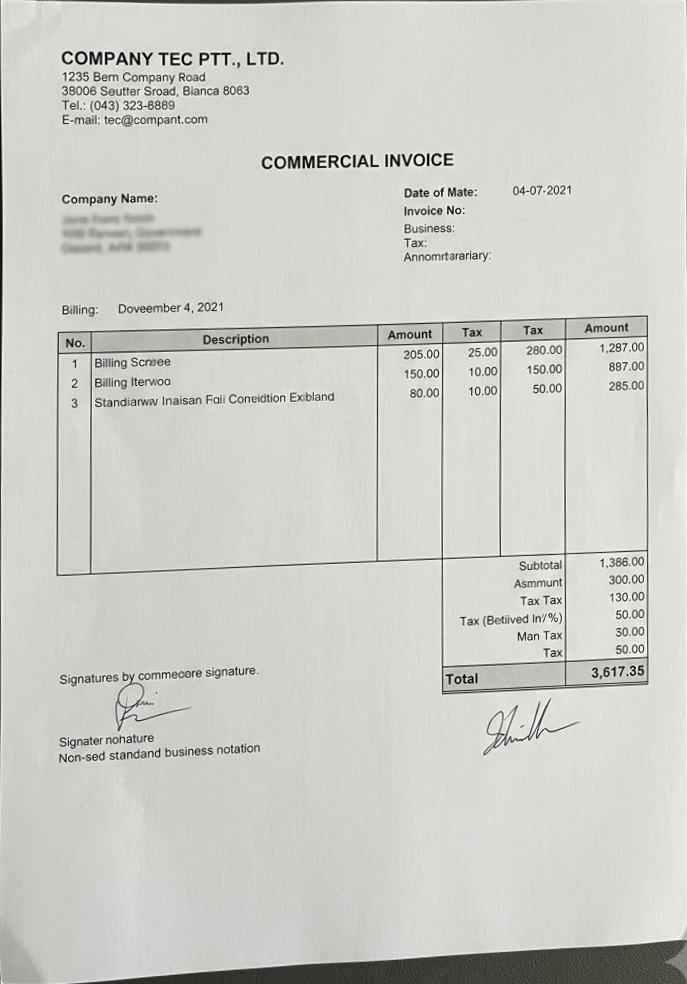 COMPANY TEC PTT., LTD.
1235 Bern Company Road
38006 Seutter Sroad, Bianca 8063
Tel.: (043) 323-6889
E-mail: tec@compant.com
COMMERCIAL INVOICE
Company Name:
Date of Mate: 04-07-2021
Invoice No:
Business:
Tax:
Annomrtarariary:
Billing: Doveember 4, 2021
No. Description Amount Tax Tax Amount
1 Billing Scrnee 205.00 25.00 280.00 1,287.00
2 Billing Iterwoo 150.00 10.00 150.00 887.00
3 Standiarww Inaisan Fali Coneidtion Exibland 80.00 10.00 50.00 285.00
Subtotal 1,386.00
Asmmunt 300.00
Tax Tax 130.00
Tax (Betiived In//%) 50.00
Man Tax 30.00
Tax 50.00
Total 3,617.35
Signatures by commecore signature.
Signater nohature
Non-sed standand business notation